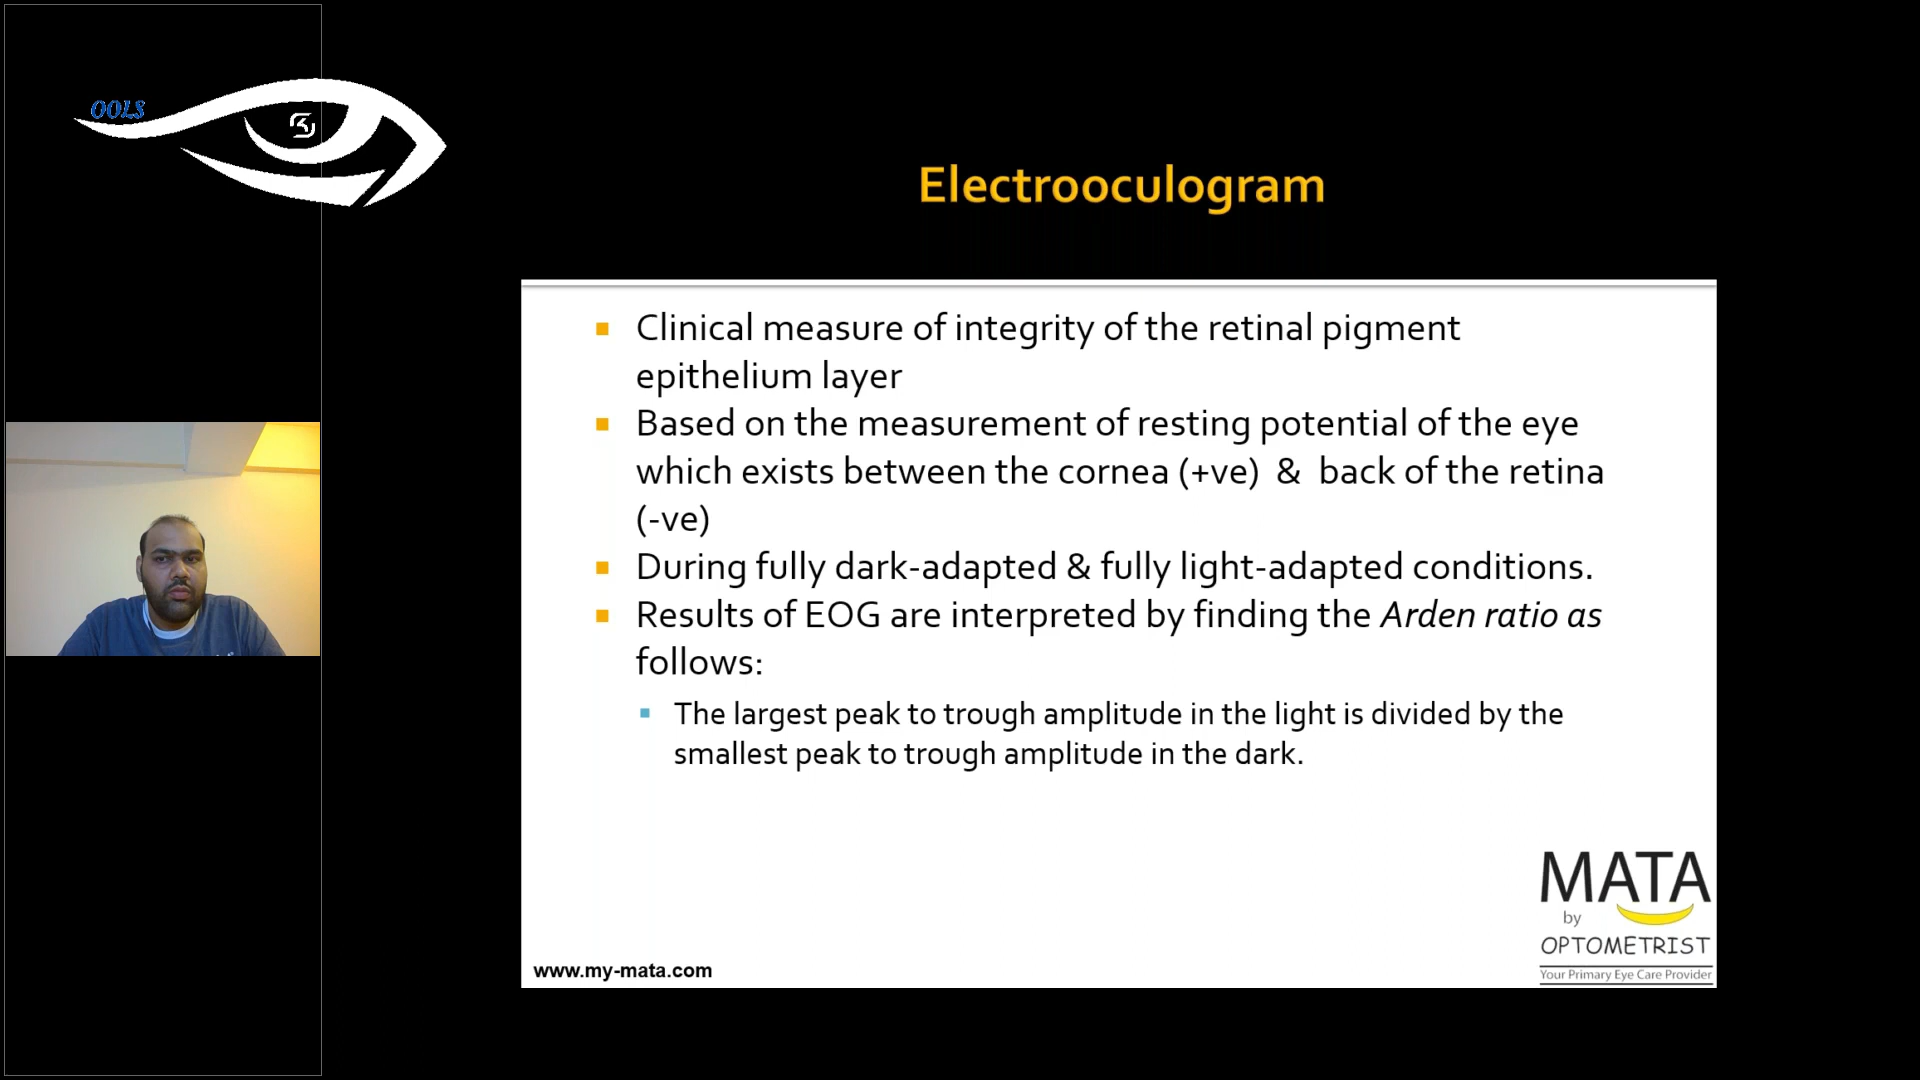 OOLS
Electrooculogram
Clinical measure of integrity of the retinal pigment
epithelium layer
Based on the measurement of resting potential of the eye
which exists between the cornea (+ve) & back of the retina
(-ve)
During fully dark-adapted & fully light-adapted conditions.
Results of EOG are interpreted by finding the Arden ratio as
follows:
The largest peak to trough amplitude in the light is divided by the
smallest peak to trough amplitude in the dark.
MATA
by
OPTOMETRIST
Your Primary Eye Care Provider
www.my-mata.com